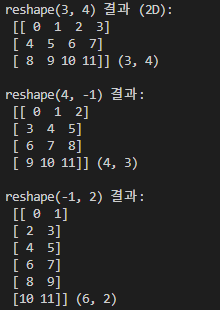 reshape(3, 4) 결과 (2D):
 [[ 0  1  2  3]
 [ 4  5  6  7]
 [ 8  9 10 11]] (3, 4)

reshape(4, -1) 결과:
 [[ 0  1  2]
 [ 3  4  5]
 [ 6  7  8]
 [ 9 10 11]] (4, 3)

reshape(-1, 2) 결과:
 [[ 0  1]
 [ 2  3]
 [ 4  5]
 [ 6  7]
 [ 8  9]
 [10 11]] (6, 2)